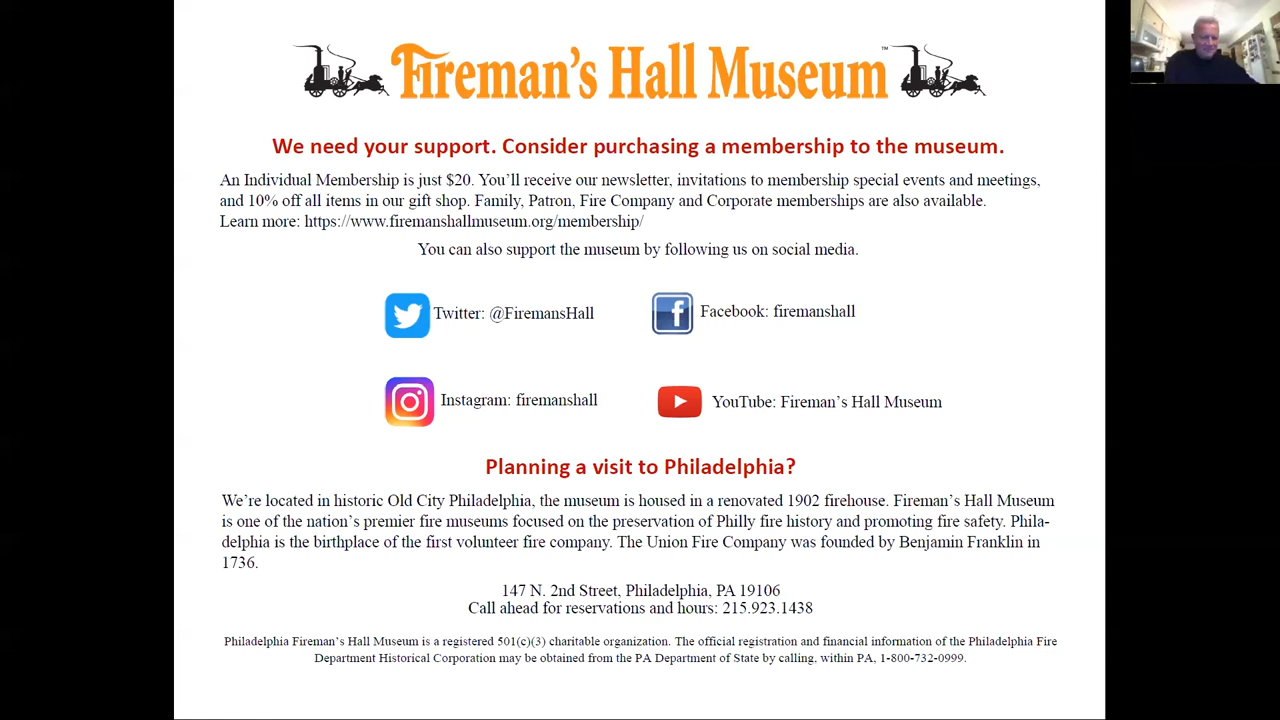 Fireman's Hall Museum™
We need your support. Consider purchasing a membership to the museum.
An Individual Membership is just $20. You'll receive our newsletter, invitations to membership special events and meetings,
and 10% off all items in our gift shop. Family, Patron, Fire Company and Corporate memberships are also available.
Learn more: https://www.firemanshallmuseum.org/membership/
You can also support the museum by following us on social media.
Twitter: @FiremansHall
Facebook: firemanshall
Instagram: firemanshall
YouTube: Fireman's Hall Museum
Planning a visit to Philadelphia?
We're located in historic Old City Philadelphia, the museum is housed in a renovated 1902 firehouse. Fireman's Hall Museum
is one of the nation's premier fire museums focused on the preservation of Philly fire history and promoting fire safety. Phila-
delphia is the birthplace of the first volunteer fire company. The Union Fire Company was founded by Benjamin Franklin in
1736.
147 N. 2nd Street, Philadelphia, PA 19106
Call ahead for reservations and hours: 215.923.1438
Philadelphia Fireman's Hall Museum is a registered 501(c)(3) charitable organization. The official registration and financial information of the Philadelphia Fire
Department Historical Corporation may be obtained from the PA Department of State by calling, within PA, 1-800-732-0999.